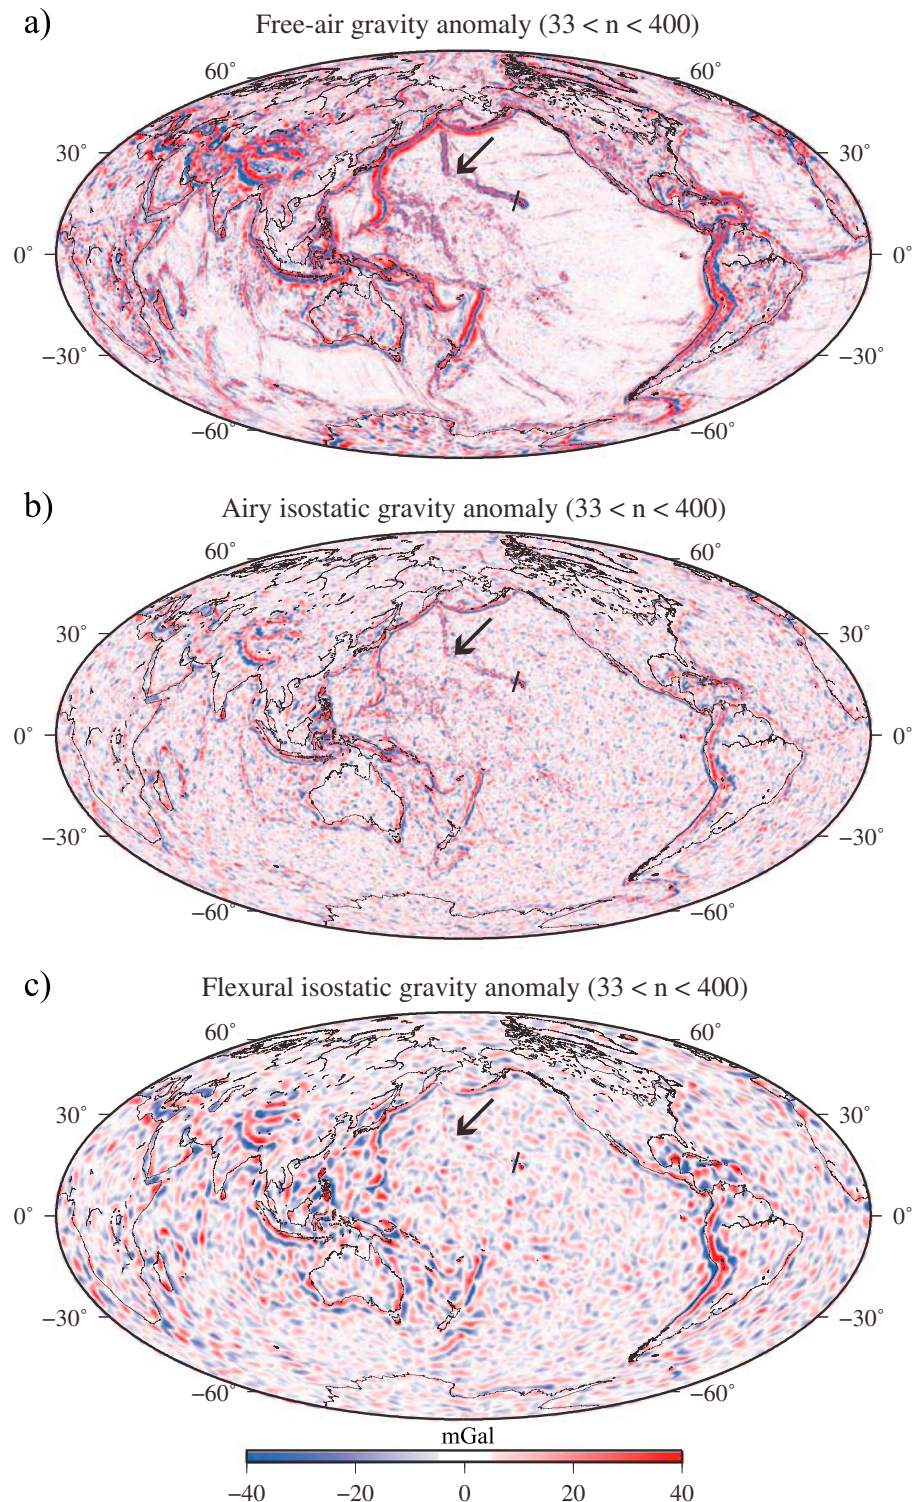 a)
Free-air gravity anomaly (33 < n < 400)
60˚ 60˚
30˚ 30˚
0˚ 0˚
−30˚ −30˚
−60˚ −60˚
b)
Airy isostatic gravity anomaly (33 < n < 400)
60˚ 60˚
30˚ 30˚
0˚ 0˚
−30˚ −30˚
−60˚ −60˚
c)
Flexural isostatic gravity anomaly (33 < n < 400)
60˚ 60˚
30˚ 30˚
0˚ 0˚
−30˚ −30˚
−60˚ −60˚
mGal
−40 −20 0 20 40